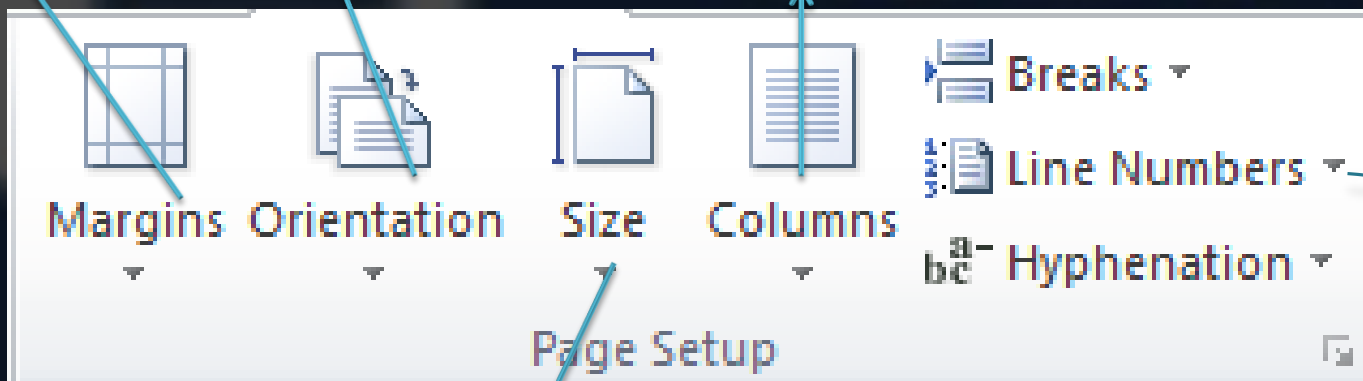 Margins Orientation Size Columns
Breaks
Line Numbers
Hyphenation
Page Setup